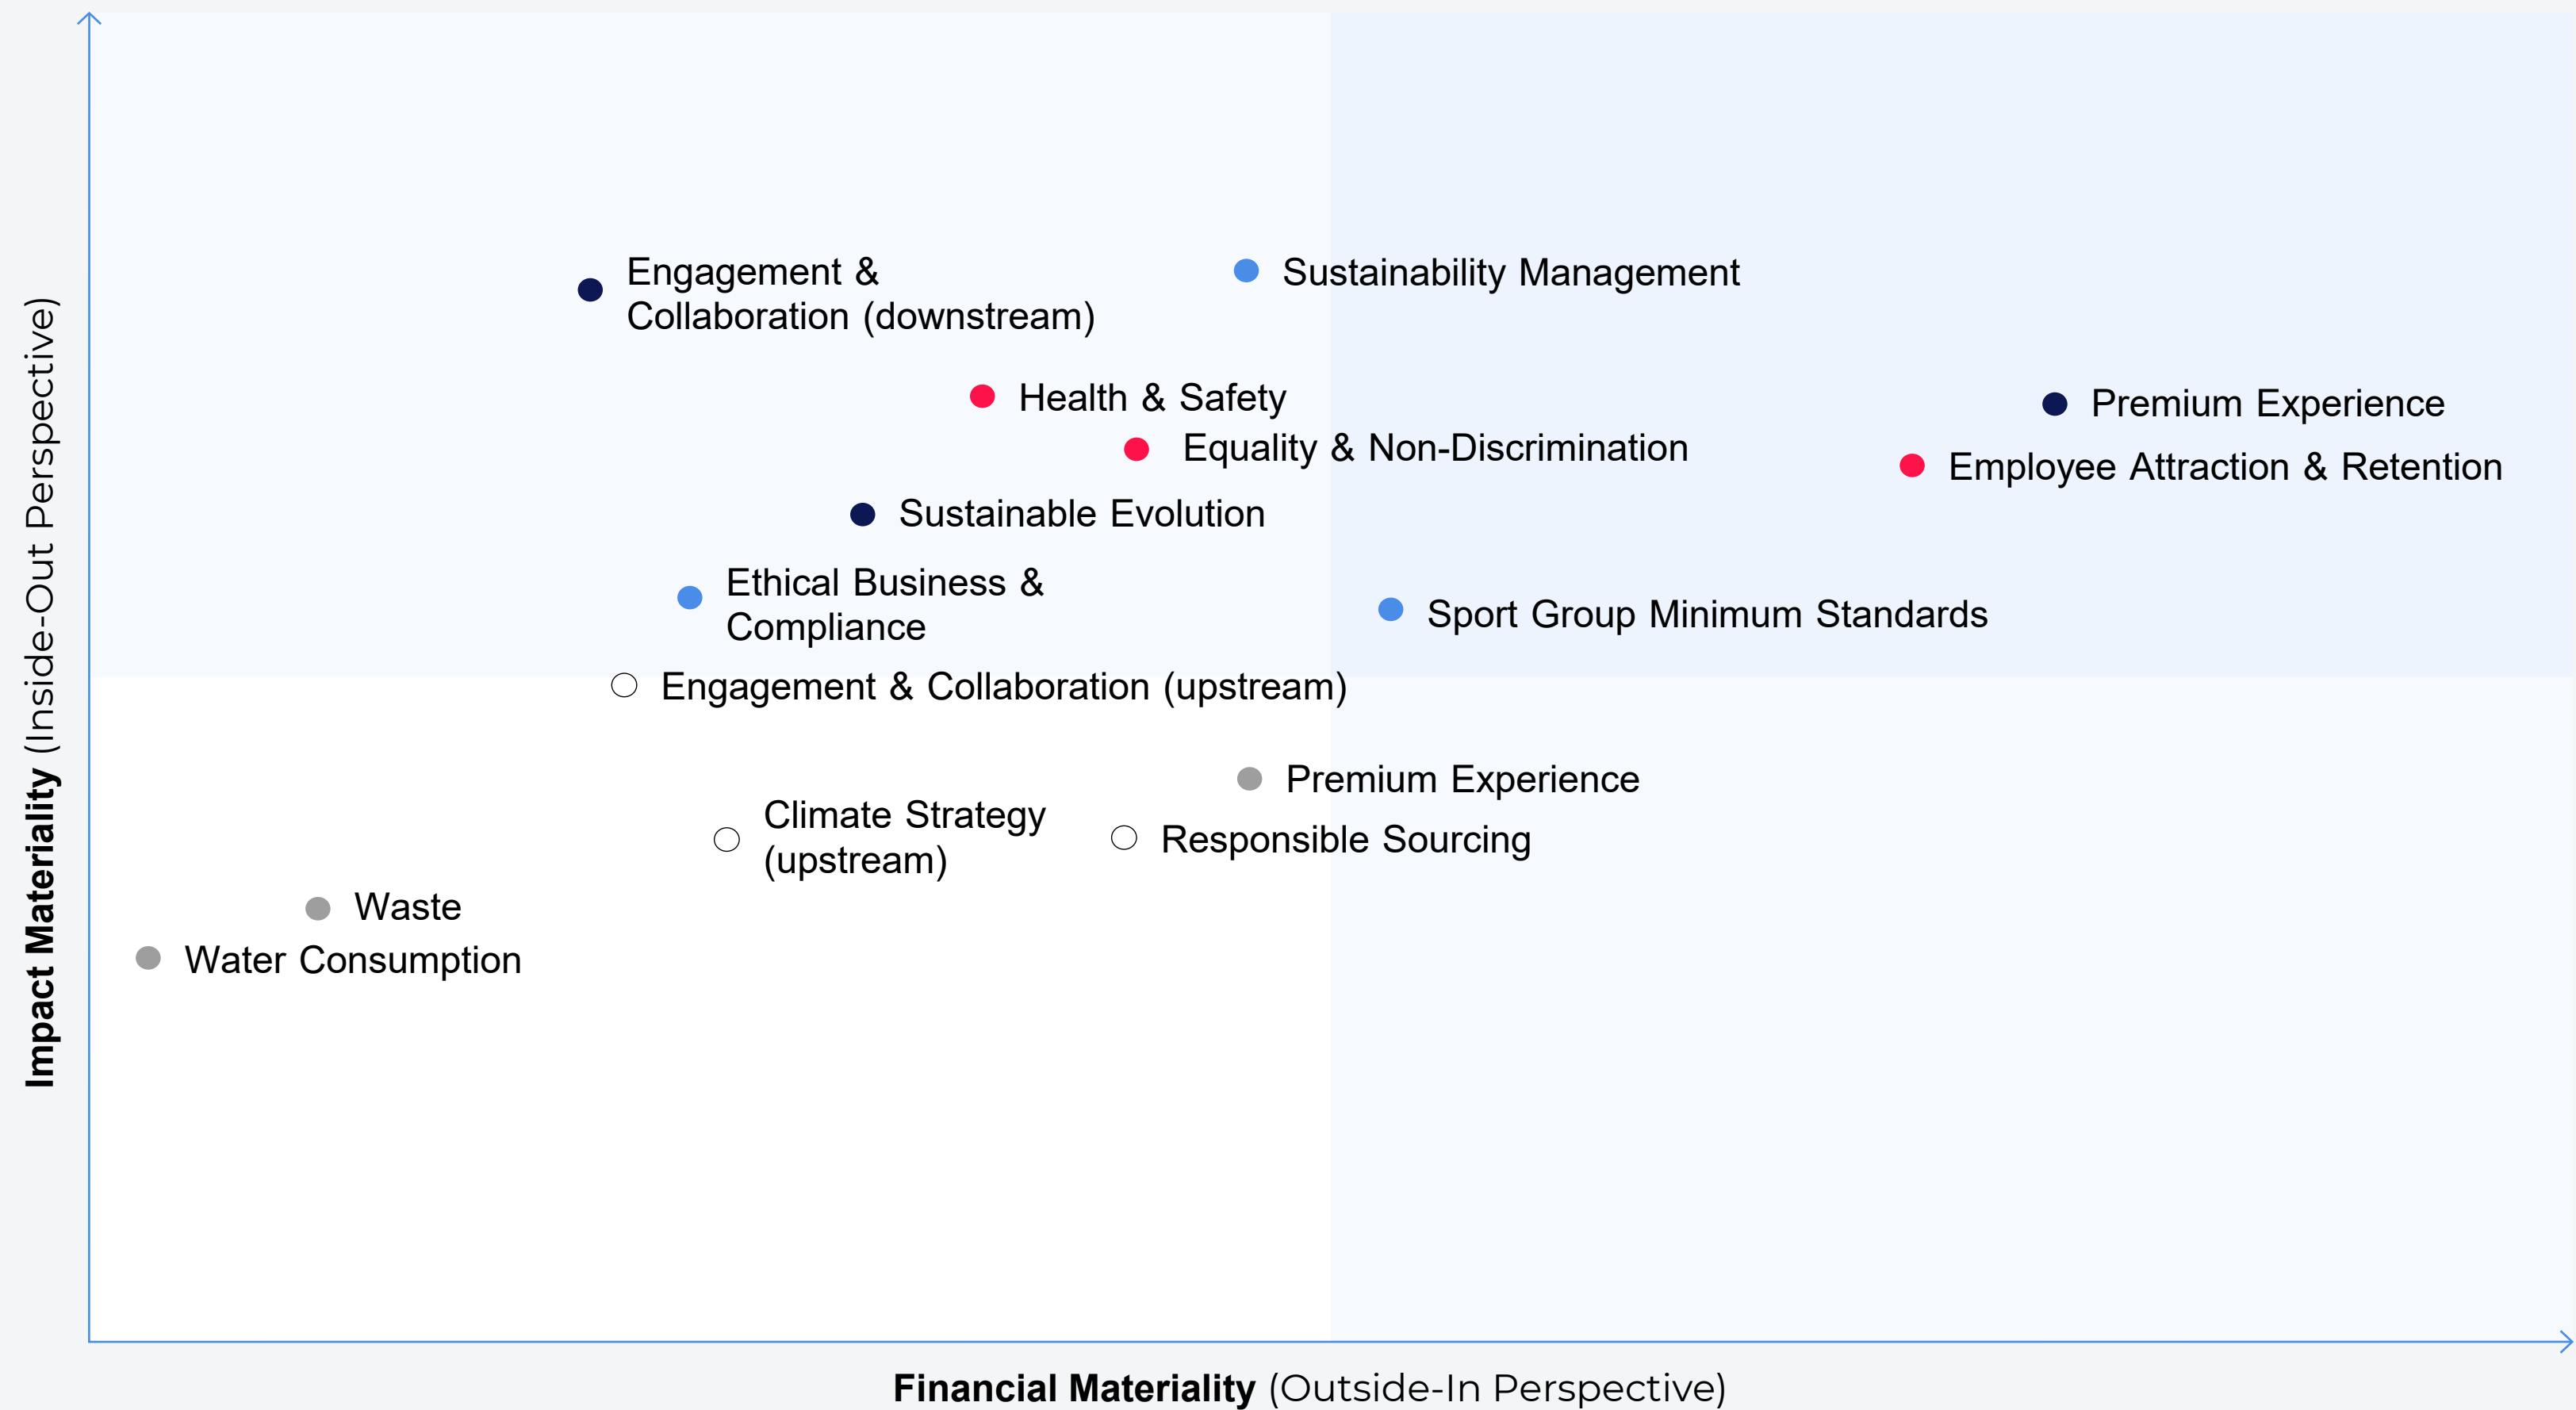 Engagement &
Collaboration (downstream)
Sustainability Management
Health & Safety
Premium Experience
Equality & Non-Discrimination
Employee Attraction & Retention
Sustainable Evolution
Ethical Business &
Compliance
Sport Group Minimum Standards
Engagement & Collaboration (upstream)
Premium Experience
Climate Strategy
(upstream)
Responsible Sourcing
Waste
Water Consumption
Impact Materiality (Inside-Out Perspective)
Financial Materiality (Outside-In Perspective)